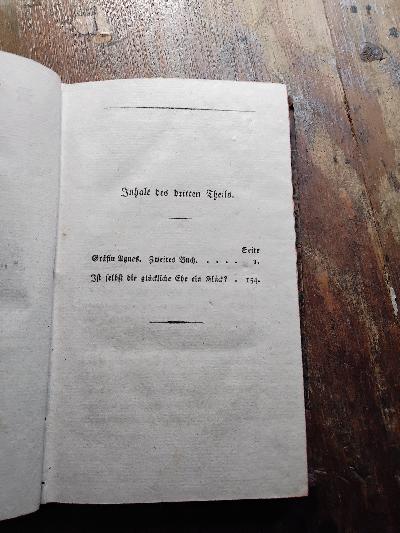 Inhalt des dritten Theils.
Seite
Gräfin Agnes. Zweites Buch. . . . . 1.
Ist selbst die glückliche Ehe ein Glück? . 154.